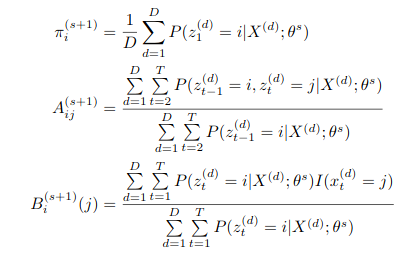 $\pi_i^{(s+1)} = \frac{1}{D} \sum_{d=1}^{D} P(z_1^{(d)} = i | X^{(d)}; \theta^s)$
$A_{ij}^{(s+1)} = \frac{\sum_{d=1}^{D} \sum_{t=2}^{T} P(z_{t-1}^{(d)} = i, z_t^{(d)} = j | X^{(d)}; \theta^s)}{\sum_{d=1}^{D} \sum_{t=2}^{T} P(z_{t-1}^{(d)} = i | X^{(d)}; \theta^s)}$
$B_i^{(s+1)}(j) = \frac{\sum_{d=1}^{D} \sum_{t=1}^{T} P(z_t^{(d)} = i | X^{(d)}; \theta^s) I(x_t^{(d)} = j)}{\sum_{d=1}^{D} \sum_{t=1}^{T} P(z_t^{(d)} = i | X^{(d)}; \theta^s)}$